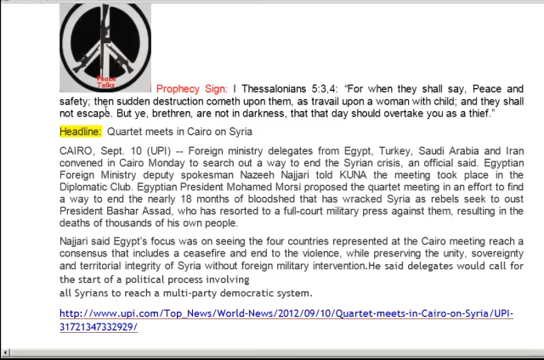 Peace
Talks
Prophecy Sign: I Thessalonians 5:3,4: "For when they shall say, Peace and
safety; then sudden destruction cometh upon them, as travail upon a woman with child; and they shall
not escape. But ye, brethren, are not in darkness, that that day should overtake you as a thief."
Headline: Quartet meets in Cairo on Syria
CAIRO, Sept. 10 (UPI) -- Foreign ministry delegates from Egypt, Turkey, Saudi Arabia and Iran
convened in Cairo Monday to search out a way to end the Syrian crisis, an official said. Egyptian
Foreign Ministry deputy spokesman Nazeeh Najjari told KUNA the meeting took place in the
Diplomatic Club. Egyptian President Mohamed Morsi proposed the quartet meeting in an effort to find
a way to end the nearly 18 months of bloodshed that has wracked Syria as rebels seek to oust
President Bashar Assad, who has resorted to a full-court military press against them, resulting in the
deaths of thousands of his own people.
Najjari said Egypt's focus was on seeing the four countries represented at the Cairo meeting reach a
consensus that includes a ceasefire and end to the violence, while preserving the unity, sovereignty
and territorial integrity of Syria without foreign military intervention.He said delegates would call for
the start of a political process involving
all Syrians to reach a multi-party democratic system.
http://www.upi.com/Top_News/World-News/2012/09/10/Quartet-meets-in-Cairo-on-Syria/UPI-
31721347332929/